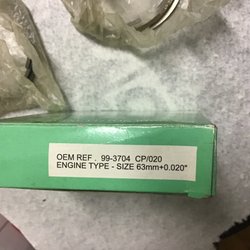 OEM REF . 99-3704 CP/020
ENGINE TYPE - SIZE 63mm+0.020"